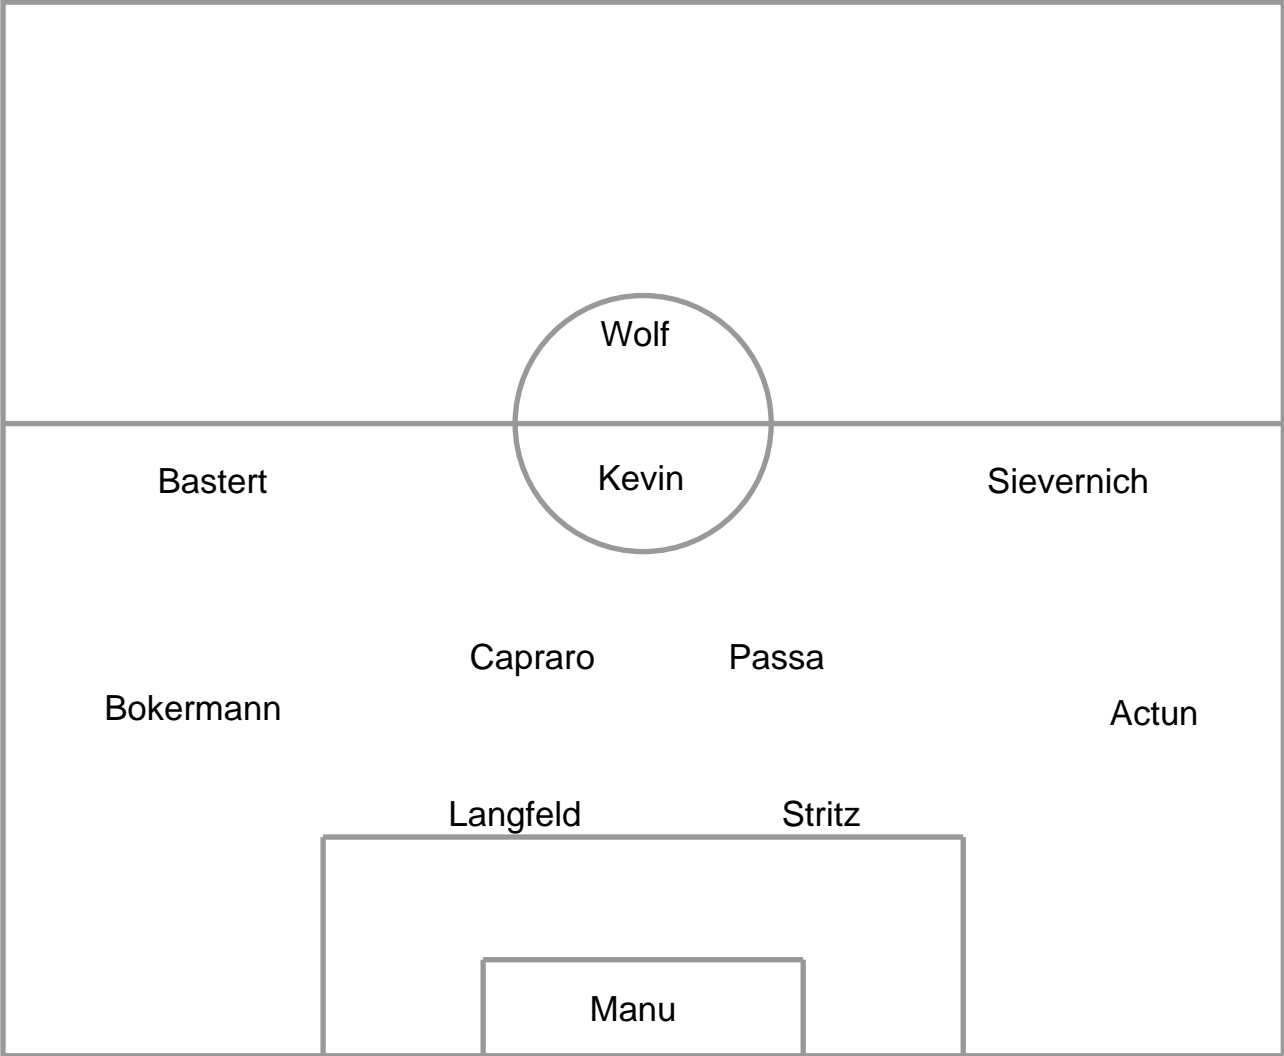 Wolf
Bastert Kevin Sievernich
Capraro Passa
Bokermann Actun
Langfeld Stritz
Manu